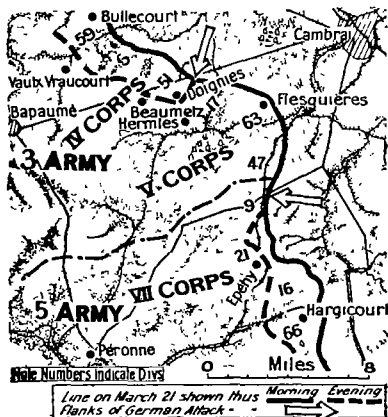 Bullecourt
59
Cambrai
6
Vaulx Vraucourt
51
Doignies
Bapaume
IV CORPS
Beaumetz
17
Flesquières
Hermies
63
3 ARMY
V CORPS
47
9
21
VII CORPS
Epéhy
16
5 ARMY
Hargicourt
66
Péronne
0 8
Note Numbers indicate Divs
Miles
Line on March 21 shown thus Morning Evening
Flanks of German Attack -